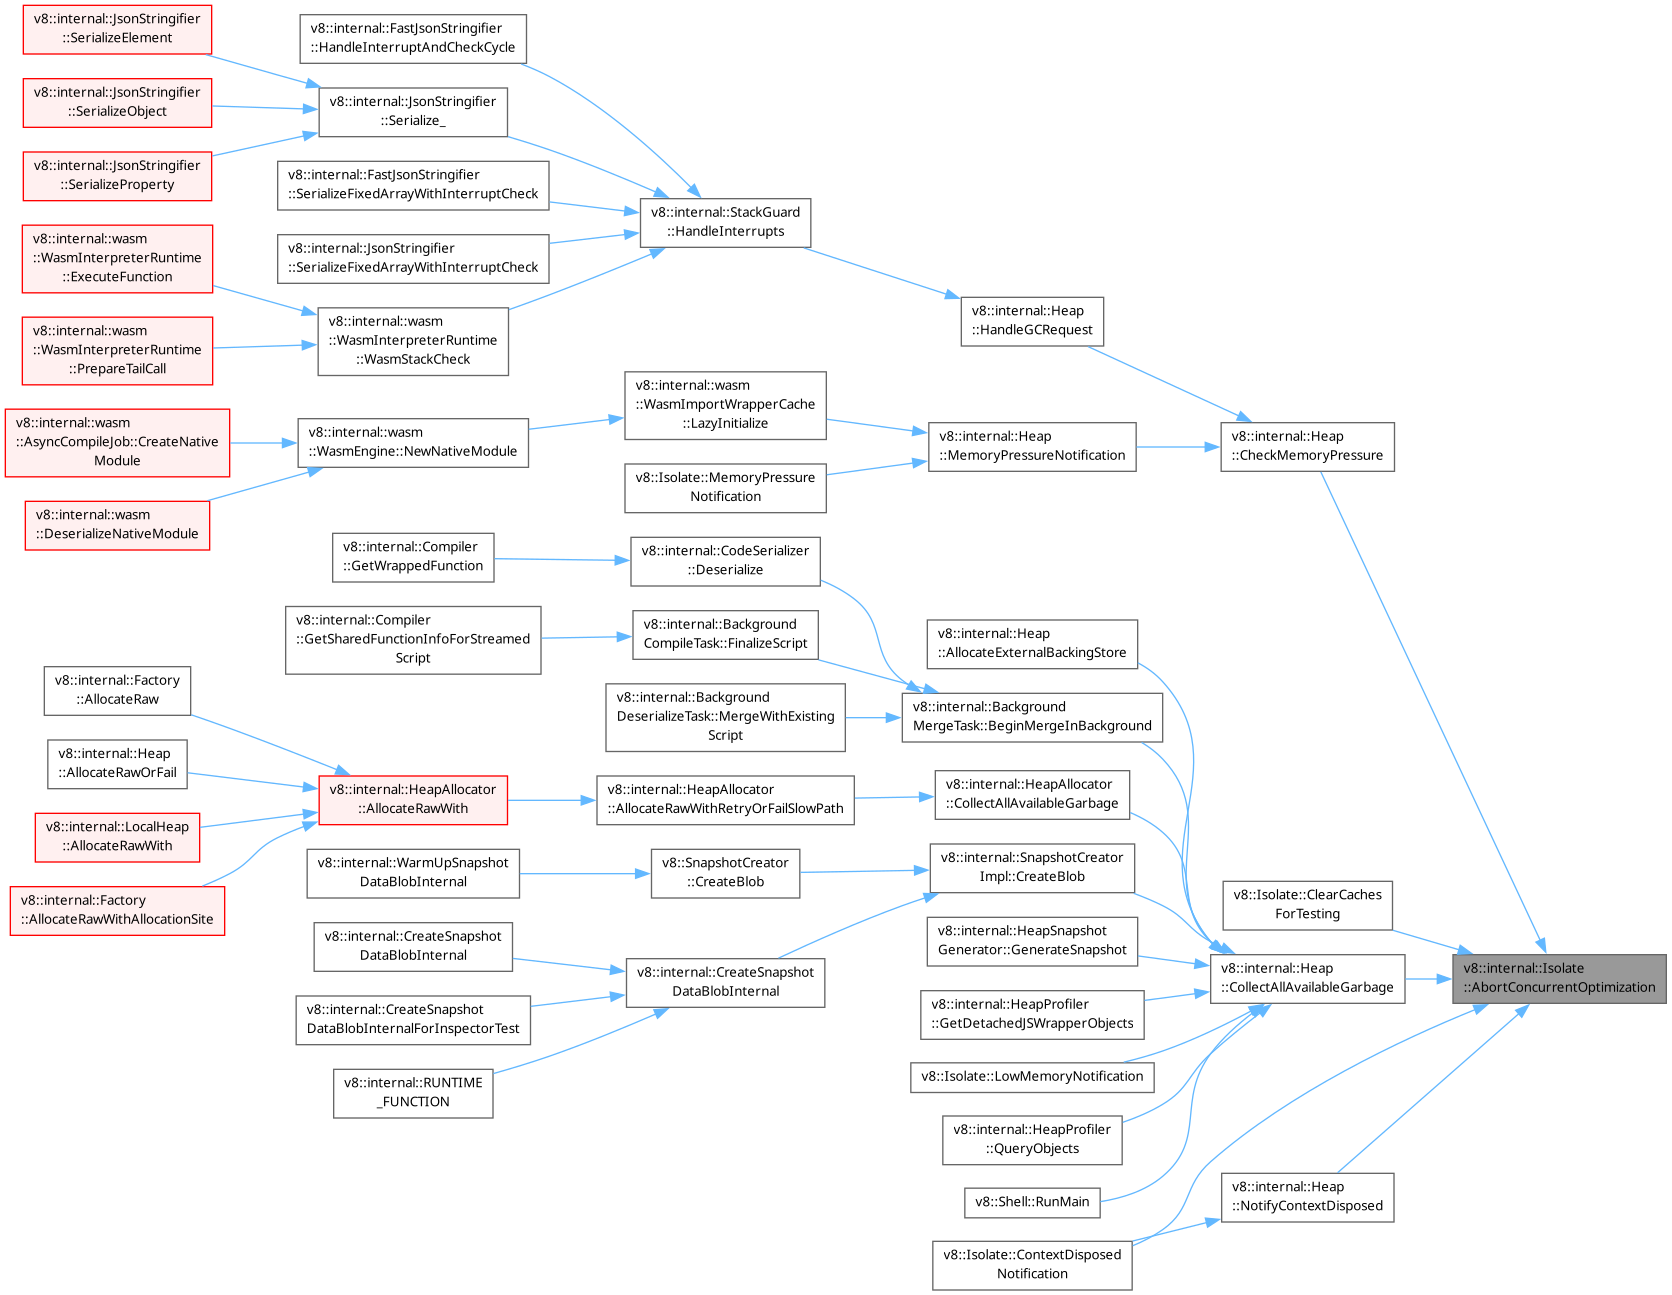 v8::internal::JsonStringifier
::SerializeElement
v8::internal::JsonStringifier
::SerializeObject
v8::internal::JsonStringifier
::SerializeProperty
v8::internal::wasm
::WasmInterpreterRuntime
::ExecuteFunction
v8::internal::wasm
::WasmInterpreterRuntime
::PrepareTailCall
v8::internal::wasm
::AsyncCompileJob::CreateNative
Module
v8::internal::wasm
::DeserializeNativeModule
v8::internal::Factory
::AllocateRaw
v8::internal::Heap
::AllocateRawOrFail
v8::internal::LocalHeap
::AllocateRawWith
v8::internal::Factory
::AllocateRawWithAllocationSite
v8::internal::FastJsonStringifier
::HandleInterruptAndCheckCycle
v8::internal::JsonStringifier
::Serialize_
v8::internal::FastJsonStringifier
::SerializeFixedArrayWithInterruptCheck
v8::internal::JsonStringifier
::SerializeFixedArrayWithInterruptCheck
v8::internal::wasm
::WasmInterpreterRuntime
::WasmStackCheck
v8::internal::wasm
::WasmEngine::NewNativeModule
v8::internal::Compiler
::GetWrappedFunction
v8::internal::Compiler
::GetSharedFunctionInfoForStreamed
Script
v8::internal::HeapAllocator
::AllocateRawWith
v8::internal::WarmUpSnapshot
DataBlobInternal
v8::internal::CreateSnapshot
DataBlobInternal
v8::internal::CreateSnapshot
DataBlobInternalForInspectorTest
v8::internal::RUNTIME
_FUNCTION
v8::internal::StackGuard
::HandleInterrupts
v8::internal::wasm
::WasmImportWrapperCache
::LazyInitialize
v8::Isolate::MemoryPressure
Notification
v8::internal::CodeSerializer
::Deserialize
v8::internal::Background
CompileTask::FinalizeScript
v8::internal::Background
DeserializeTask::MergeWithExisting
Script
v8::internal::HeapAllocator
::AllocateRawWithRetryOrFailSlowPath
v8::SnapshotCreator
::CreateBlob
v8::internal::CreateSnapshot
DataBlobInternal
v8::internal::Heap
::HandleGCRequest
v8::internal::Heap
::MemoryPressureNotification
v8::internal::Heap
::AllocateExternalBackingStore
v8::internal::Background
MergeTask::BeginMergeInBackground
v8::internal::HeapAllocator
::CollectAllAvailableGarbage
v8::internal::SnapshotCreator
Impl::CreateBlob
v8::internal::HeapSnapshot
Generator::GenerateSnapshot
v8::internal::HeapProfiler
::GetDetachedJSWrapperObjects
v8::Isolate::LowMemoryNotification
v8::internal::HeapProfiler
::QueryObjects
v8::Shell::RunMain
v8::Isolate::ContextDisposed
Notification
v8::internal::Heap
::CheckMemoryPressure
v8::Isolate::ClearCaches
ForTesting
v8::internal::Heap
::CollectAllAvailableGarbage
v8::internal::Heap
::NotifyContextDisposed
v8::internal::Isolate
::AbortConcurrentOptimization